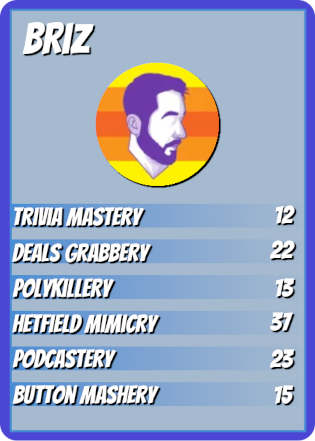 BRIZ
TRIVIA MASTERY 12
DEALS GRABBERY 22
POLYKILLERY 13
HETFIELD MIMICRY 37
PODCASTERY 23
BUTTON MASHERY 15